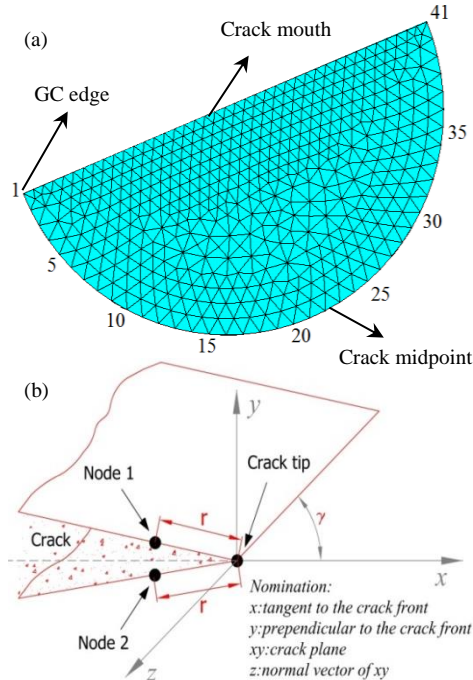 (a)
Crack mouth
41
GC edge
35
1
30
5
25
10
20
15
Crack midpoint
(b)
y
Node 1
Crack tip
r
γ
Crack
x
r
Node 2
Nomination:
x:tangent to the crack front
y:prependicular to the crack front
xy:crack plane
z:normal vector of xy
z